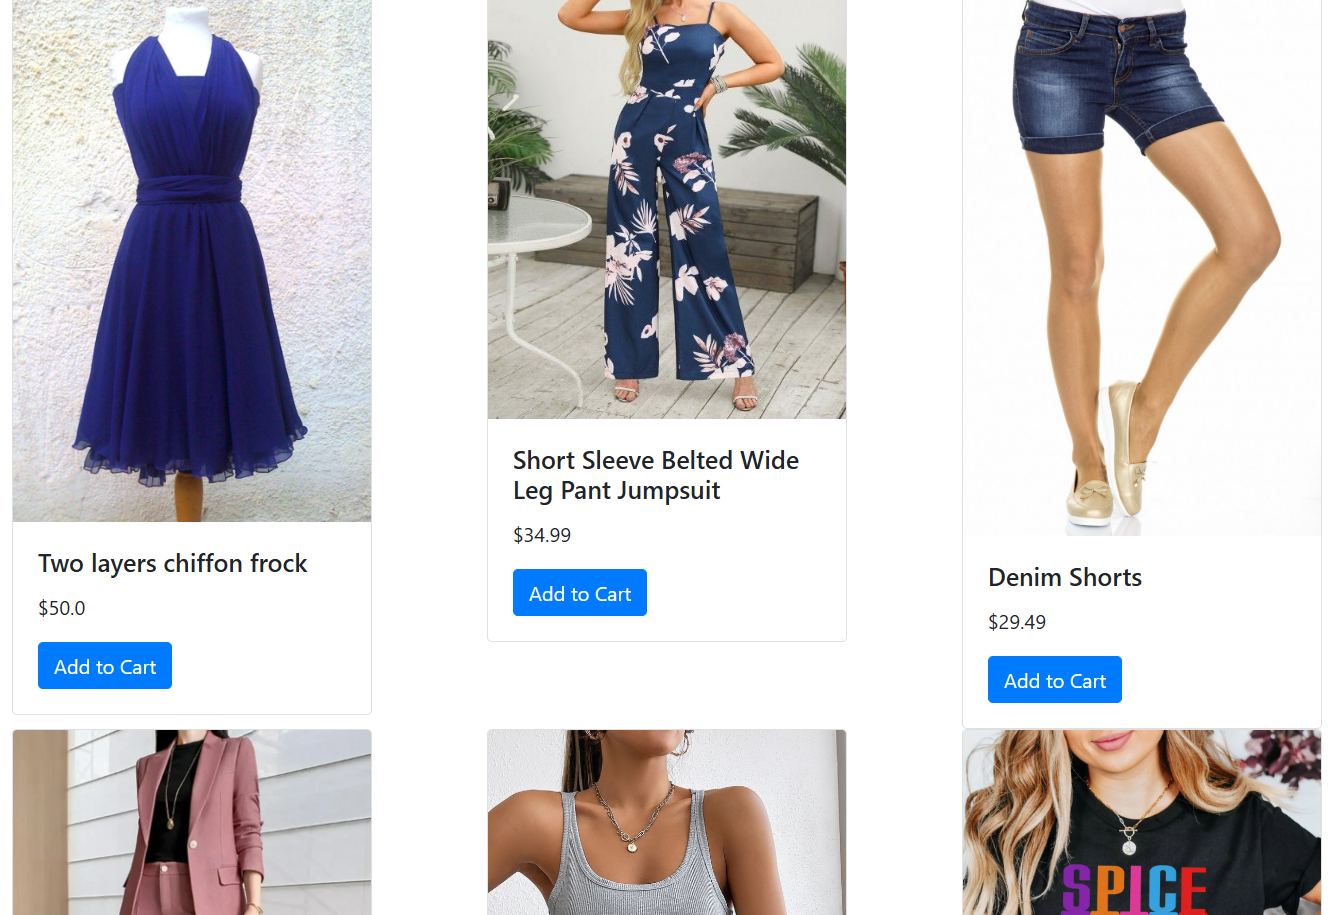 Two layers chiffon frock
$50.0
Add to Cart
Short Sleeve Belted Wide
Leg Pant Jumpsuit
$34.99
Add to Cart
Denim Shorts
$29.49
Add to Cart
SPICE